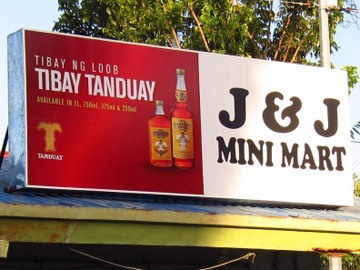 TIBAY NG LOOB
TIBAY TANDUAY
AVAILABLE IN 1L, 750ml, 375ml & 250ml
TANDUAY
J & J
MINI MART